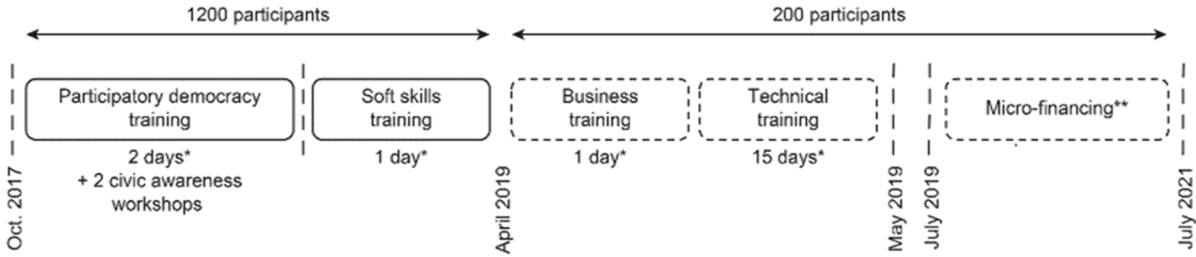 1200 participants
200 participants
Participatory democracy
training
Soft skills
training
Business
training
Technical
training
Micro-financing**
2 days*
+ 2 civic awareness
workshops
1 day*
1 day*
15 days*
Oct. 2017
April 2019
May 2019
July 2019
July 2021